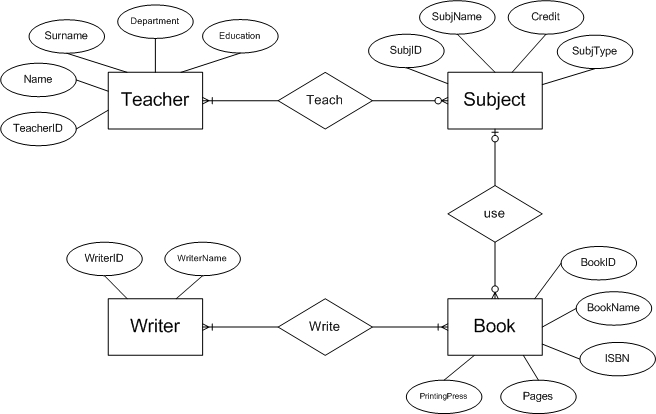 Department
SubjName
Credit
Surname
Education
SubjID
SubjType
Name
Teacher
Teach
Subject
TeacherID
use
WriterID
WriterName
BookID
BookName
Writer
Write
Book
ISBN
PrintingPress
Pages